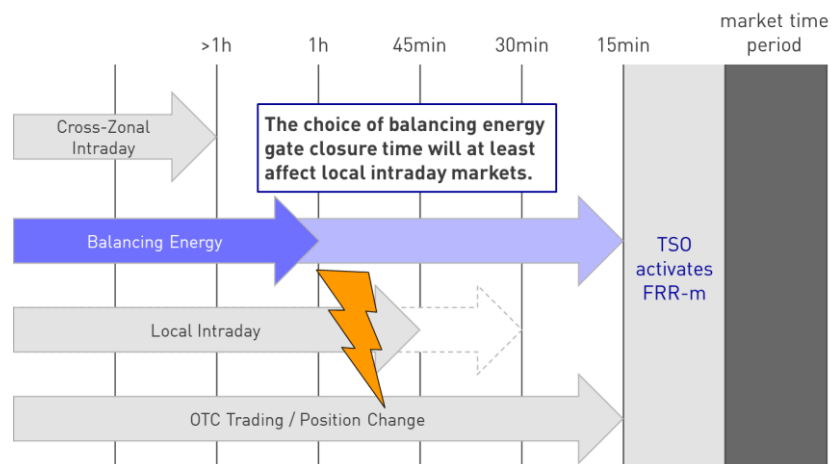 market time
period
>1h
1h
45min
30min
15min
Cross-Zonal
Intraday
The choice of balancing energy
gate closure time will at least
affect local intraday markets.
Balancing Energy
TSO
activates
FRR-m
Local Intraday
OTC Trading / Position Change